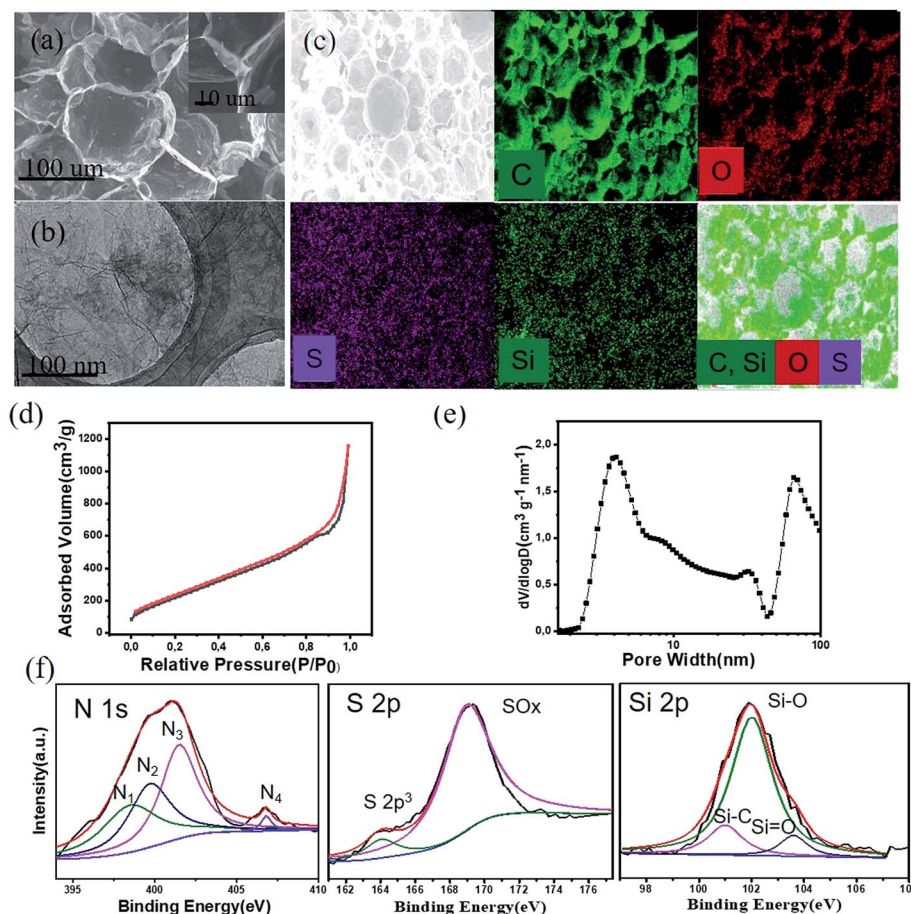 (a)
10 um
100 um
(b)
100 nm
(c)
C
O
S
Si
C, Si O S
(d)
Adsorbed Volume(cm³/g)
1200
1000
800
600
400
200
0
0,0 0,2 0,4 0,6 0,8 1,0
Relative Pressure(P/P₀)
(e)
dV/dlogD(cm³ g⁻¹ nm⁻¹)
2,0
1,5
1,0
0,5
0,0
10 100
Pore Width(nm)
(f)
Intensity(a.u.)
N 1s
N₁
N₂
N₃
N₄
395 400 405 410
Binding Energy(eV)
S 2p
SOx
S 2p³
162 164 166 168 170 172 174 176
Binding Energy(eV)
Si 2p
Si-O
Si-C
Si=O
98 100 102 104 106 108
Binding Energy(eV)